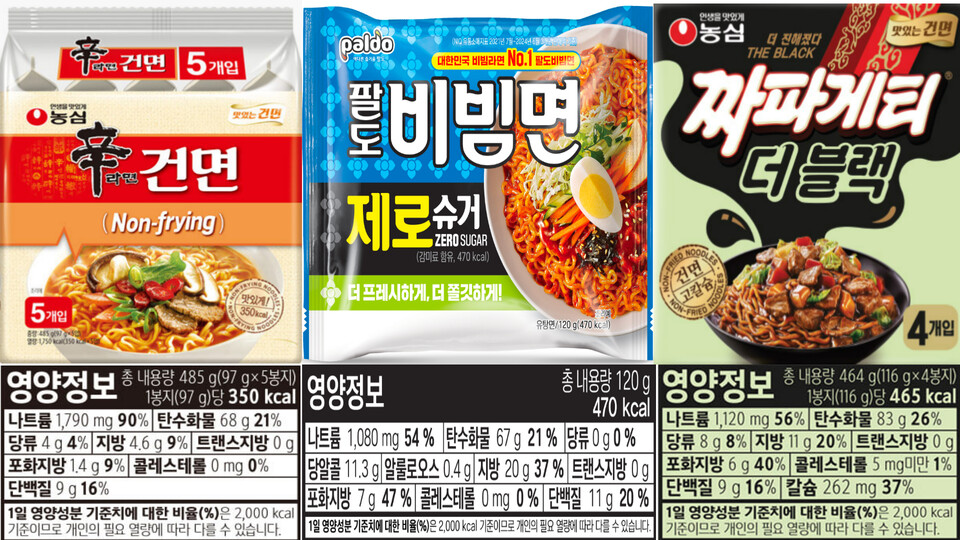 辛라면 건면 5개입
인생을 맛있게
농심
맛있는 건면
辛라면 건면
(Non-frying)
NON-FRYING NOODLES
맛있게!
350kcal
5개입
paldo
대한민국 비빔라면 No.1 팔도비빔면
팔도 비빔면
제로슈거
ZERO SUGAR
(감미료 함유, 470 kcal)
더 프레시하게, 더 쫄깃하게!
유탕면/120 g(470 kcal)
인생을 맛있게
농심
더 진해졌다
THE BLACK
맛있는 건면
짜파게티
더 블랙
NON-FRIED NOODLES
건면
고칼슘
NON-FRIED NOODLES
4개입
영양정보
총 내용량 485 g(97 g×5봉지)
1봉지(97 g)당 350 kcal
나트륨 1,790 mg 90% 탄수화물 68 g 21%
당류 4 g 4% 지방 4.6 g 9% 트랜스지방 0 g
포화지방 1.4 g 9% 콜레스테롤 0 mg 0%
단백질 9 g 16%
1일 영양성분 기준치에 대한 비율(%)은 2,000 kcal
기준이므로 개인의 필요 열량에 따라 다를 수 있습니다.
영양정보
총 내용량 120 g
470 kcal
나트륨 1,080 mg 54 % 탄수화물 67 g 21 % 당류 0 g 0 %
당알콜 11.3 g 알룰로오스 0.4 g 지방 20 g 37 % 트랜스지방 0 g
포화지방 7 g 47 % 콜레스테롤 0 mg 0 % 단백질 11 g 20 %
1일 영양성분 기준치에 대한 비율(%)은 2,000 kcal 기준이므로 개인의 필요 열량에 따라 다를 수 있습니다.
영양정보
총 내용량 464 g(116 g×4봉지)
1봉지(116 g)당 465 kcal
나트륨 1,120 mg 56% 탄수화물 83 g 26%
당류 8 g 8% 지방 11 g 20% 트랜스지방 0 g
포화지방 6 g 40% 콜레스테롤 5 mg미만 1%
단백질 9 g 16% 칼슘 262 mg 37%
1일 영양성분 기준치에 대한 비율(%)은 2,000 kcal
기준이므로 개인의 필요 열량에 따라 다를 수 있습니다.